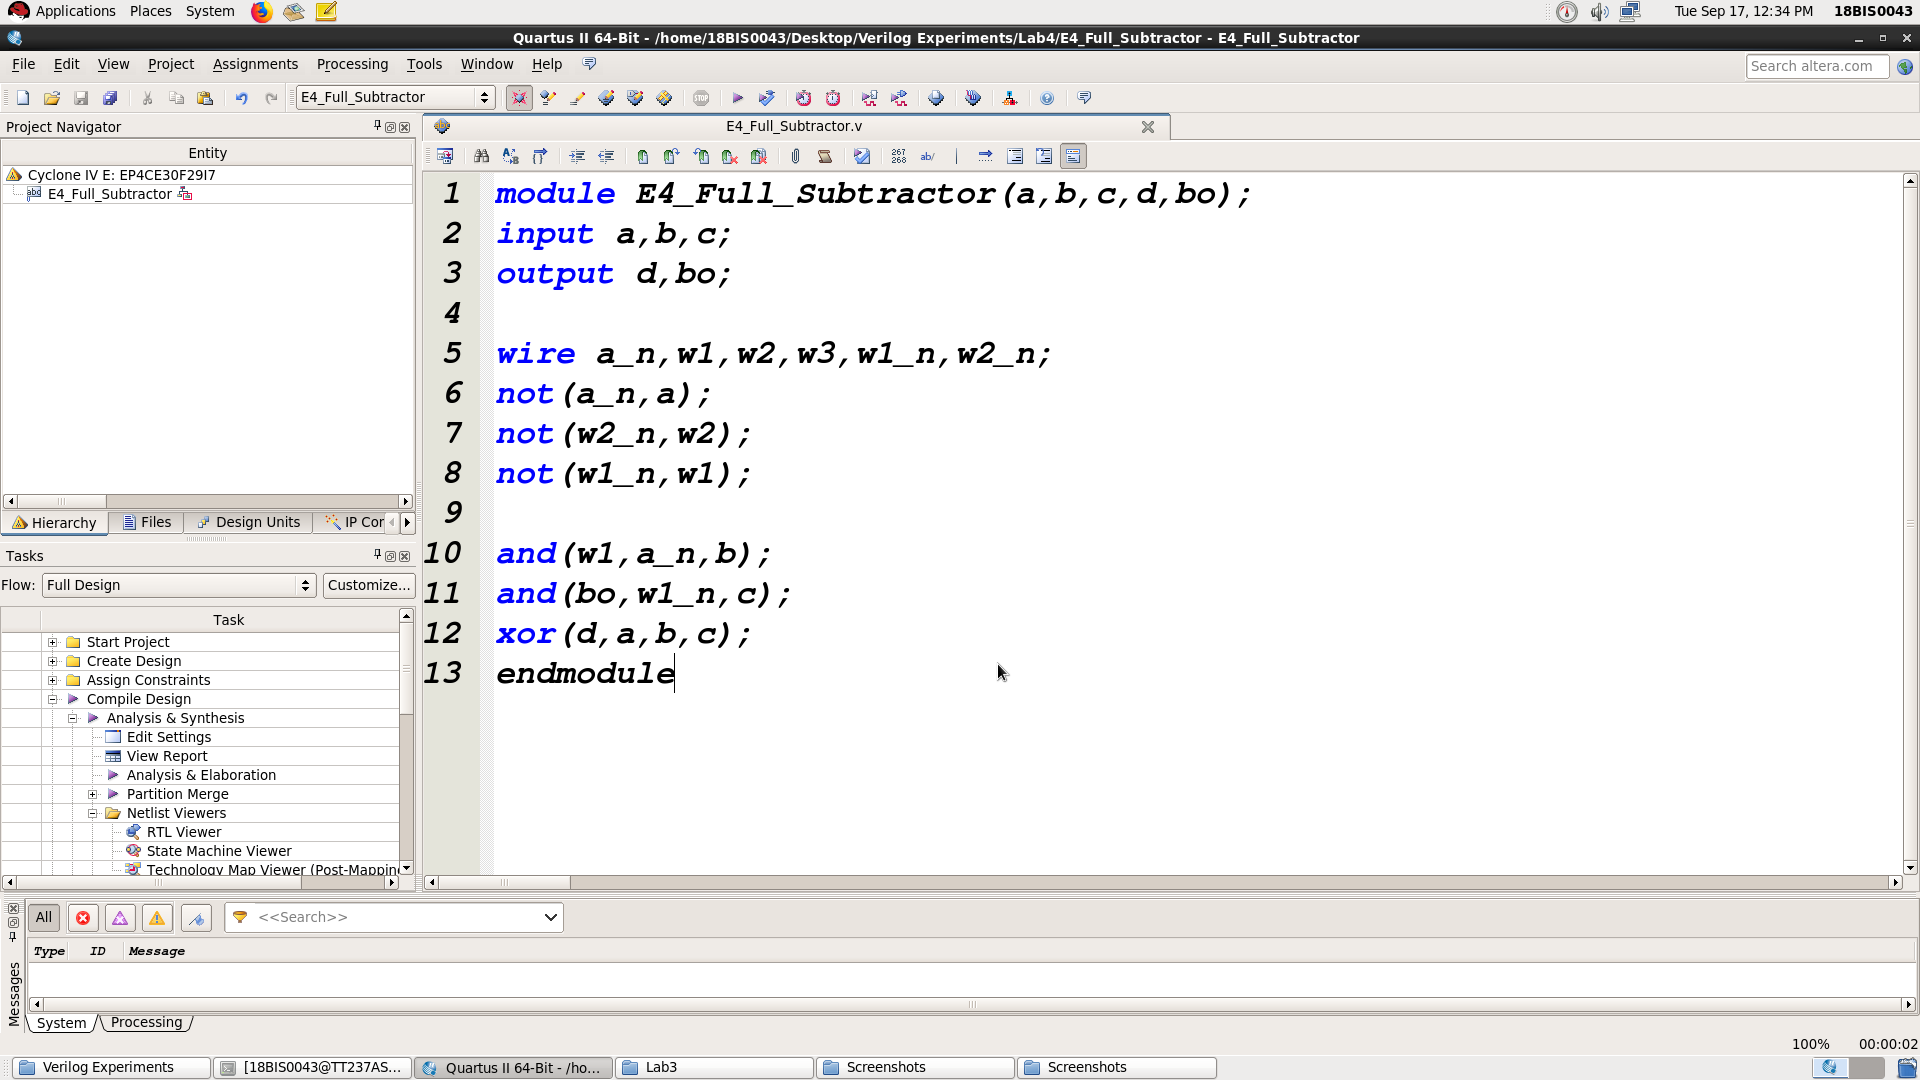 Applications Places System Tue Sep 17, 12:34 PM 18BIS0043
Quartus II 64-Bit - /home/18BIS0043/Desktop/Verilog Experiments/Lab4/E4_Full_Subtractor - E4_Full_Subtractor
File Edit View Project Assignments Processing Tools Window Help Search altera.com
E4_Full_Subtractor STOP
Project Navigator
Entity
Cyclone IV E: EP4CE30F29I7
abc E4_Full_Subtractor
Hierarchy Files Design Units IP Cor
Tasks
Flow: Full Design Customize...
Task
Start Project
Create Design
Assign Constraints
Compile Design
Analysis & Synthesis
Edit Settings
View Report
Analysis & Elaboration
Partition Merge
Netlist Viewers
RTL Viewer
State Machine Viewer
Technology Map Viewer (Post-Mapping
E4_Full_Subtractor.v
267 268 ab/
1 module E4_Full_Subtractor(a,b,c,d,bo);
2 input a,b,c;
3 output d,bo;
4
5 wire a_n,w1,w2,w3,w1_n,w2_n;
6 not(a_n,a);
7 not(w2_n,w2);
8 not(w1_n,w1);
9
10 and(w1,a_n,b);
11 and(bo,w1_n,c);
12 xor(d,a,b,c);
13 endmodule
Messages
All <<Search>>
Type ID Message
System Processing
100% 00:00:02
Verilog Experiments [18BIS0043@TT237AS... Quartus II 64-Bit - /ho... Lab3 Screenshots Screenshots